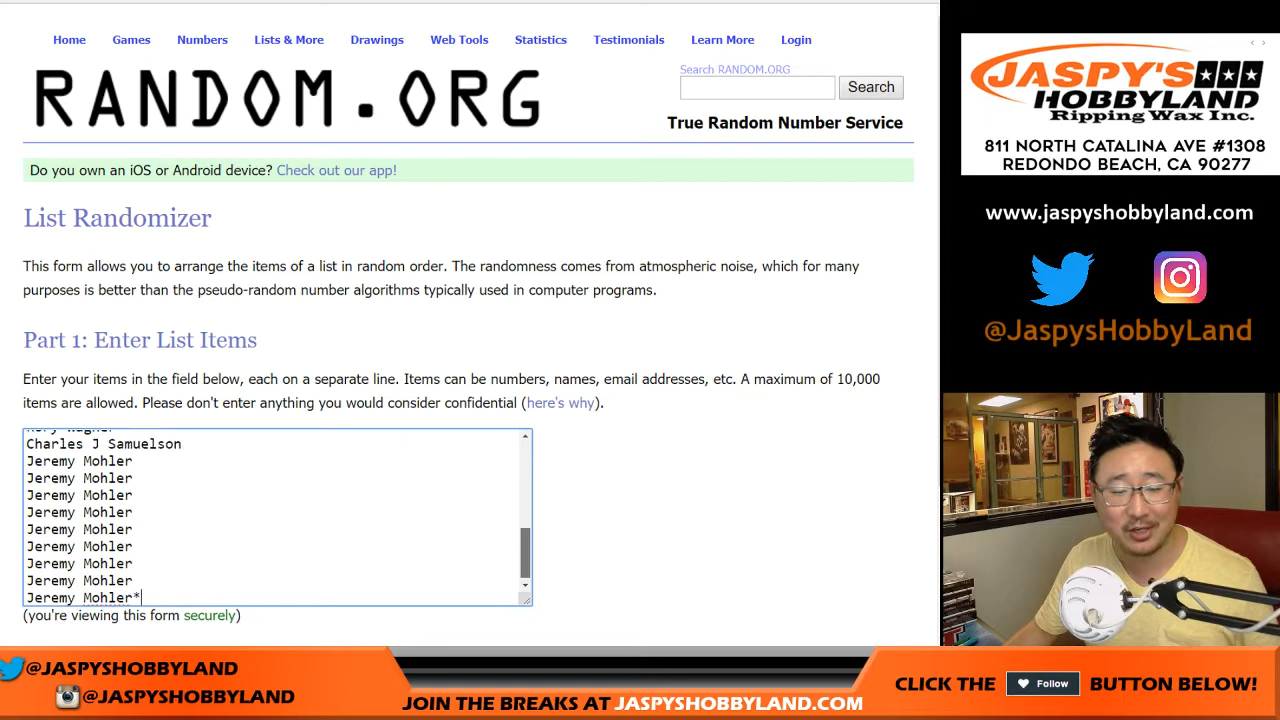 Home Games Numbers Lists & More Drawings Web Tools Statistics Testimonials Learn More Login
RANDOM.ORG
Search RANDOM.ORG
Search
True Random Number Service
Do you own an iOS or Android device? Check out our app!
List Randomizer
This form allows you to arrange the items of a list in random order. The randomness comes from atmospheric noise, which for many
purposes is better than the pseudo-random number algorithms typically used in computer programs.
Part 1: Enter List Items
Enter your items in the field below, each on a separate line. Items can be numbers, names, email addresses, etc. A maximum of 10,000
items are allowed. Please don't enter anything you would consider confidential (here's why).
Charles J Samuelson
Jeremy Mohler
Jeremy Mohler
Jeremy Mohler
Jeremy Mohler
Jeremy Mohler
Jeremy Mohler
Jeremy Mohler
Jeremy Mohler
Jeremy Mohler*
(you're viewing this form securely)
JASPY'S
HOBBYLAND
Ripping Wax Inc.
811 NORTH CATALINA AVE #1308
REDONDO BEACH, CA 90277
www.jaspyshobbyland.com
@JaspysHobbyLand
@JASPYSHOBBYLAND
@JASPYSHOBBYLAND
JOIN THE BREAKS AT JASPYSHOBBYLAND.COM
CLICK THE Follow BUTTON BELOW!